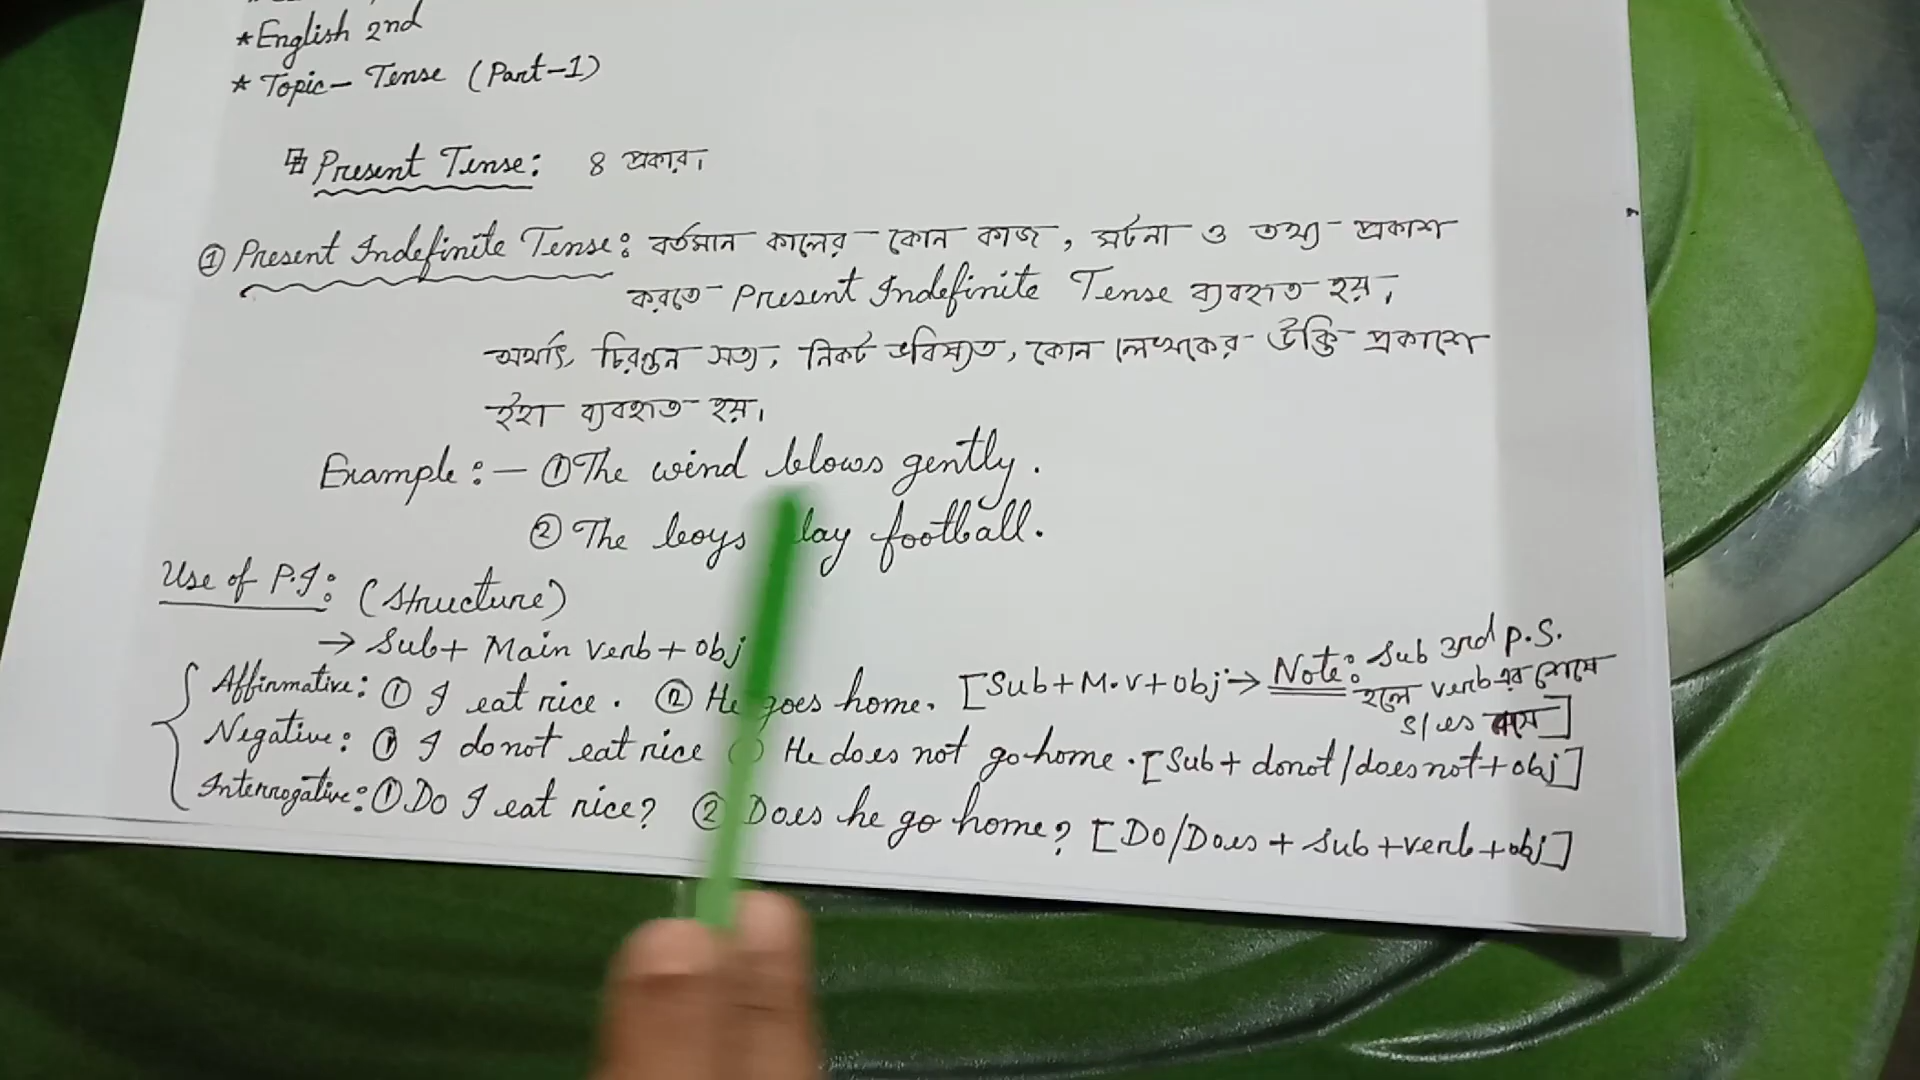 * English 2nd
* Topic- Tense (Part-1)
Present Tense: ৪ প্রকার।
① Present Indefinite Tense: বর্তমান কালের কোন কাজ, ঘটনা ও তথ্য প্রকাশ
করতে Present Indefinite Tense ব্যবহৃত হয়।
অর্থাৎ, চিরন্তন সত্য, নিকট ভবিষ্যত, কোন লেখকের উক্তি প্রকাশে
ইহা ব্যবহৃত হয়।
Example:- ① The wind blows gently.
② The boys lay football.
Use of P.I: (Structure)
→ Sub+ Main verb+obj
Affirmative: ① I eat rice. ② He goes home. [Sub+M.v+obj → Note: Sub 3rd P.S.
হলে verb এর শেষে
s/es বসে]
Negative: ① I do not eat rice He does not go home. [Sub+ donot/does not+obj]
Interrogative: ① Do I eat rice? ② Does he go home? [Do/Does + Sub+verb+obj]